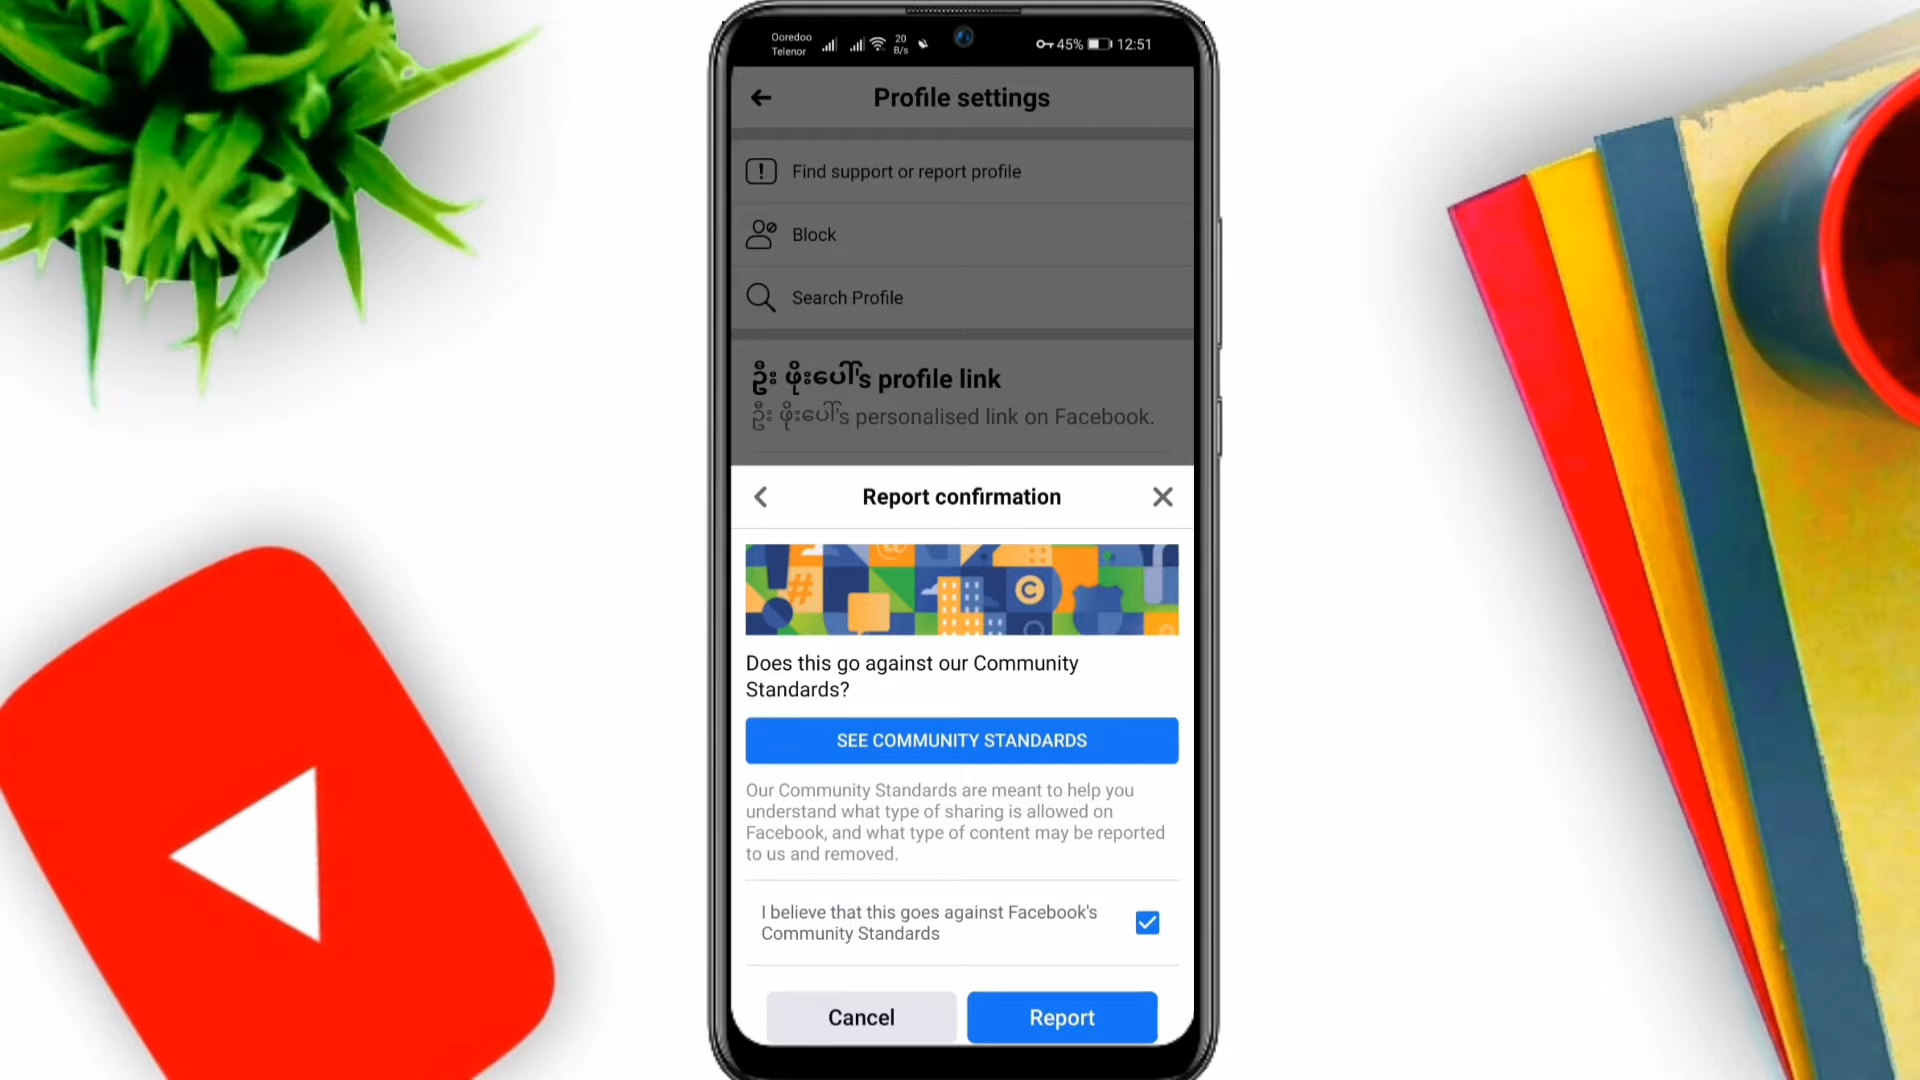 Ooredoo
Telenor
20
B/s
45%
12:51
Profile settings
Find support or report profile
Block
Search Profile
ဦး ဖိုးပေါ်'s profile link
ဦး ဖိုးပေါ်'s personalised link on Facebook.
Report confirmation
Does this go against our Community
Standards?
SEE COMMUNITY STANDARDS
Our Community Standards are meant to help you
understand what type of sharing is allowed on
Facebook, and what type of content may be reported
to us and removed.
I believe that this goes against Facebook's
Community Standards
Cancel
Report